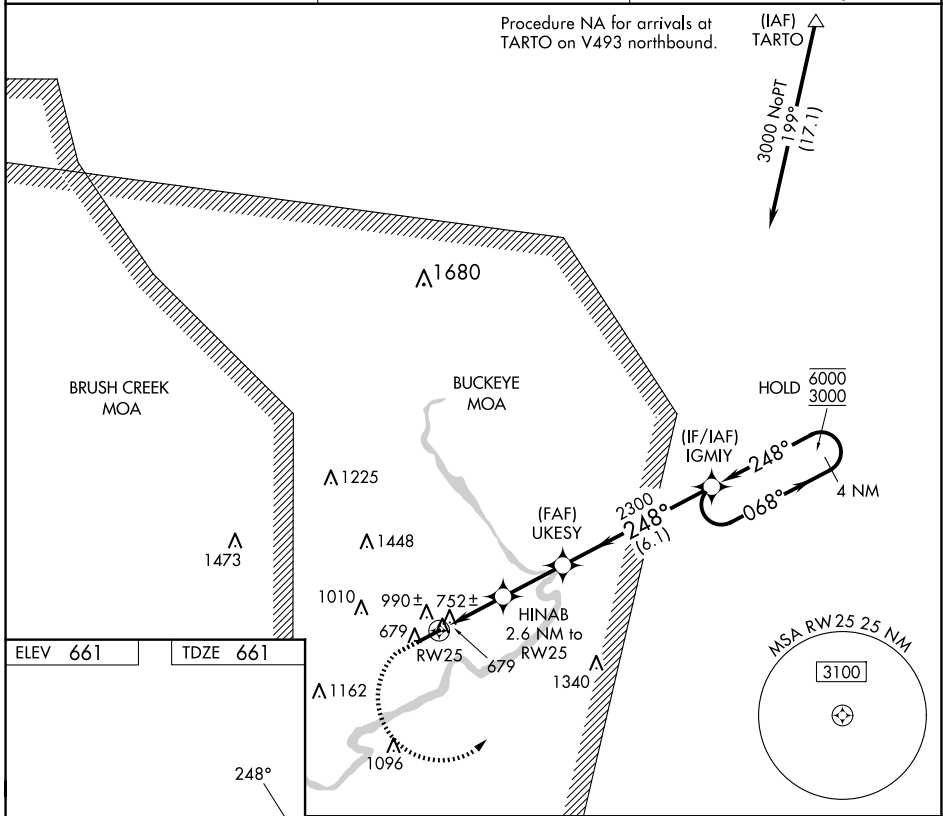 Procedure NA for arrivals at
TARTO on V493 northbound.
(IAF)
TARTO
3000 NoPT
199°
(17.1)
1680
BRUSH CREEK
MOA
BUCKEYE
MOA
HOLD 6000
3000
(IF/IAF)
IGMIY
248°
068°
4 NM
1225
2300
248°
(6.1)
(FAF)
UKESY
1448
1473
1010
990±
752±
HINAB
2.6 NM to
RW25
679
RW25
679
1340
MSA RW25 25 NM
3100
ELEV 661
TDZE 661
1162
1096
248°